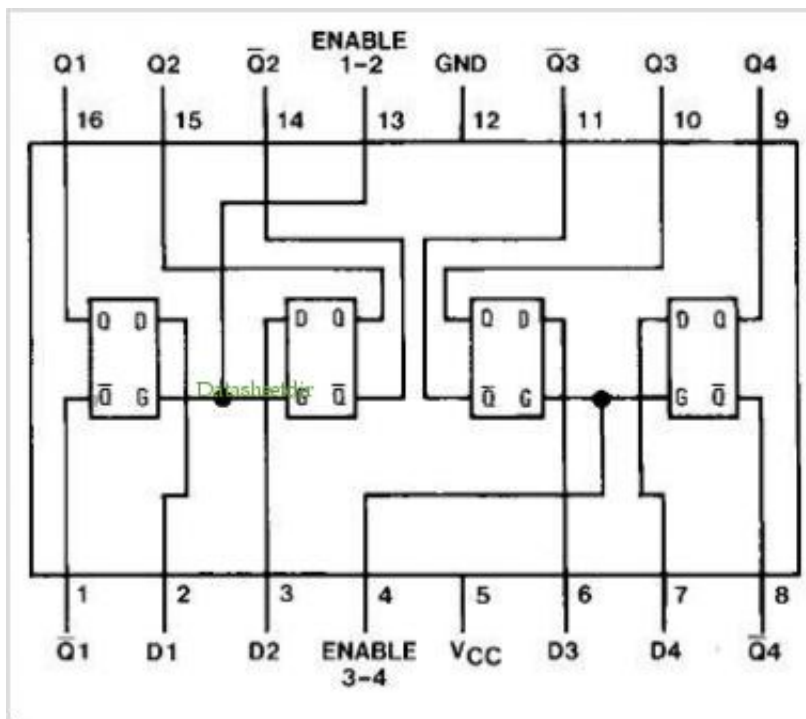 ENABLE
Q1 Q2 Q̅2 1-2 GND Q̅3 Q3 Q4
16 15 14 13 12 11 10 9
Q D D Q Q D D Q
Datasheetdir
Q̅ G G Q̅ Q̅ G G Q̅
1 2 3 4 5 6 7 8
Q̅1 D1 D2 ENABLE VCC D3 D4 Q̅4
3-4